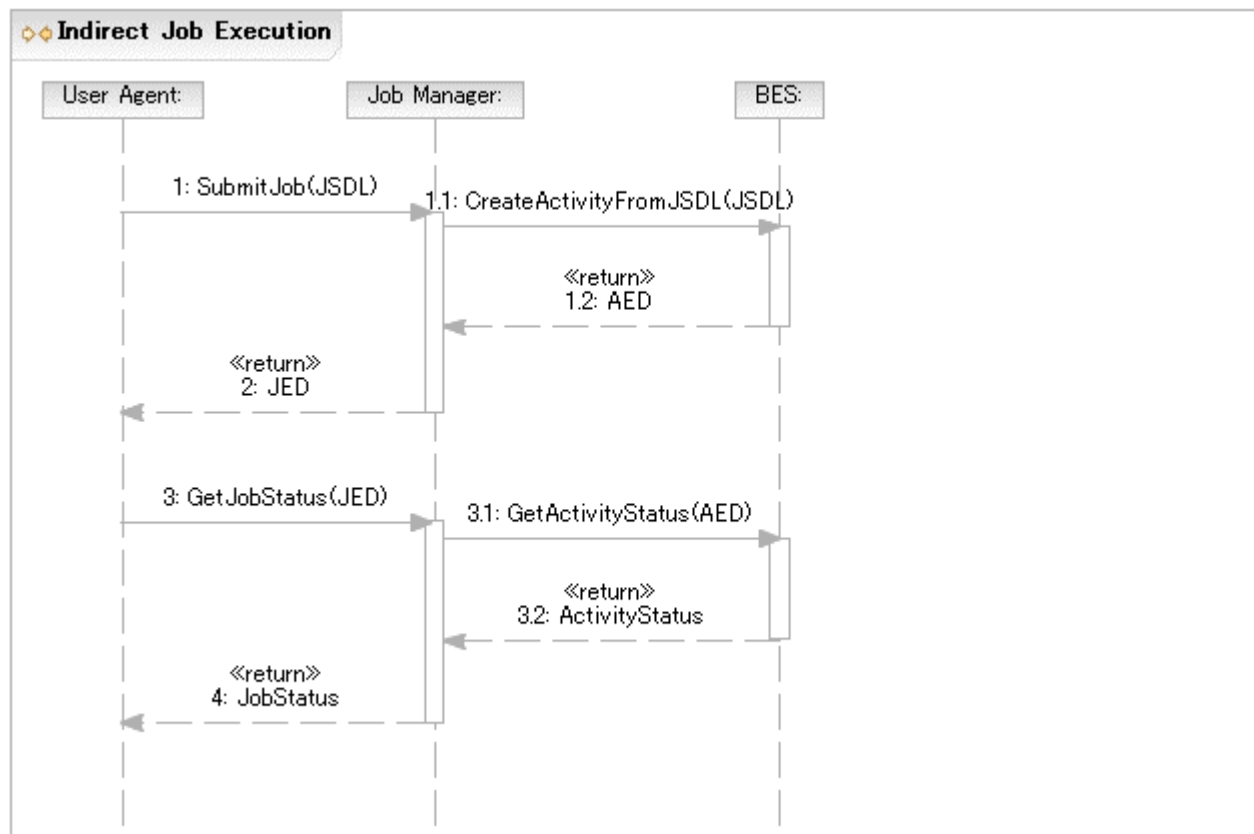 Indirect Job Execution
User Agent:
Job Manager:
BES:
1: SubmitJob(JSDL)
1.1: CreateActivityFromJSDL(JSDL)
≪return≫
1.2: AED
≪return≫
2: JED
3: GetJobStatus(JED)
3.1: GetActivityStatus(AED)
≪return≫
3.2: ActivityStatus
≪return≫
4: JobStatus